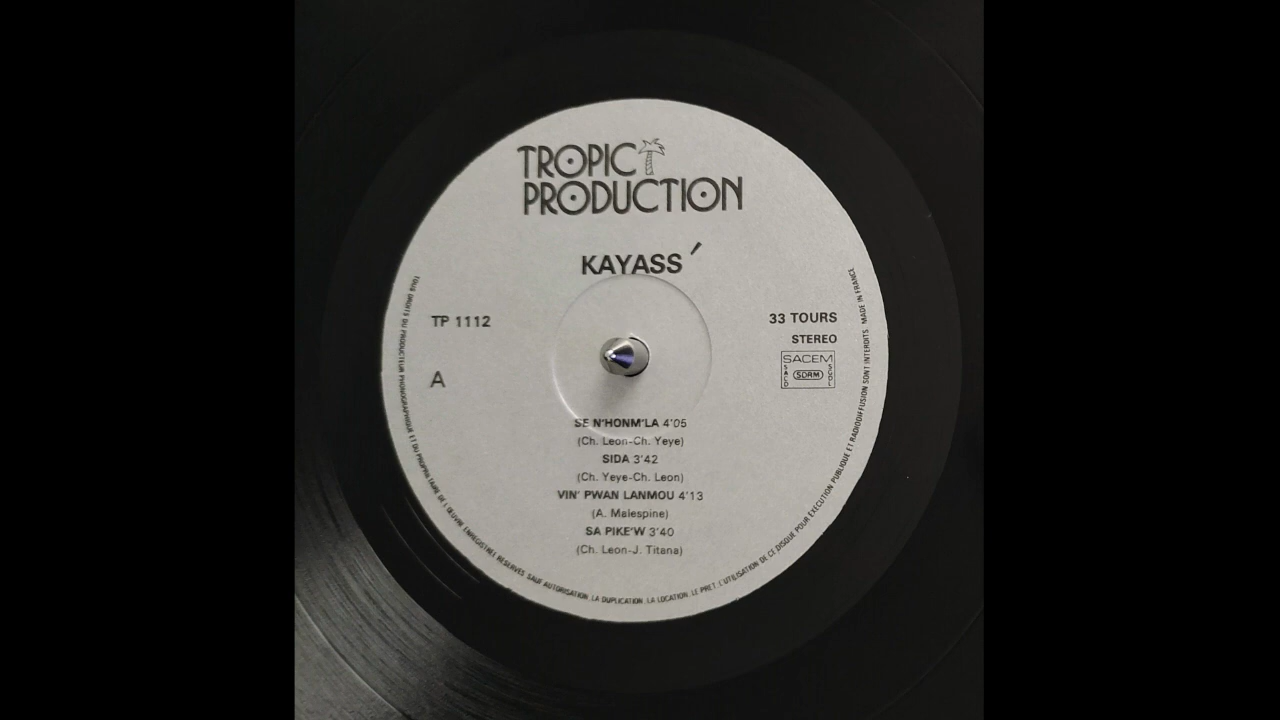 TROPIC
PRODUCTION
KAYASS'
TP 1112
33 TOURS
STEREO
A
SACEM
SACD
SDRM
SGDL
SE N'HONM'LA 4'05
(Ch. Leon-Ch. Yeye)
SIDA 3'42
(Ch. Yeye-Ch. Leon)
VIN' PWAN LANMOU 4'13
(A. Malespine)
SA PIKE'W 3'40
(Ch. Leon-J. Titana)
TOUS DROITS DU PRODUCTEUR PHONOGRAPHIQUE ET DU PROPRIETAIRE DE L'OEUVRE ENREGISTREE RESERVES SAUF AUTORISATION, LA DUPLICATION, LA LOCATION, LE PRET, L'UTILISATION DE CE DISQUE POUR EXECUTION PUBLIQUE ET RADIODIFFUSION SONT INTERDITS. MADE IN FRANCE